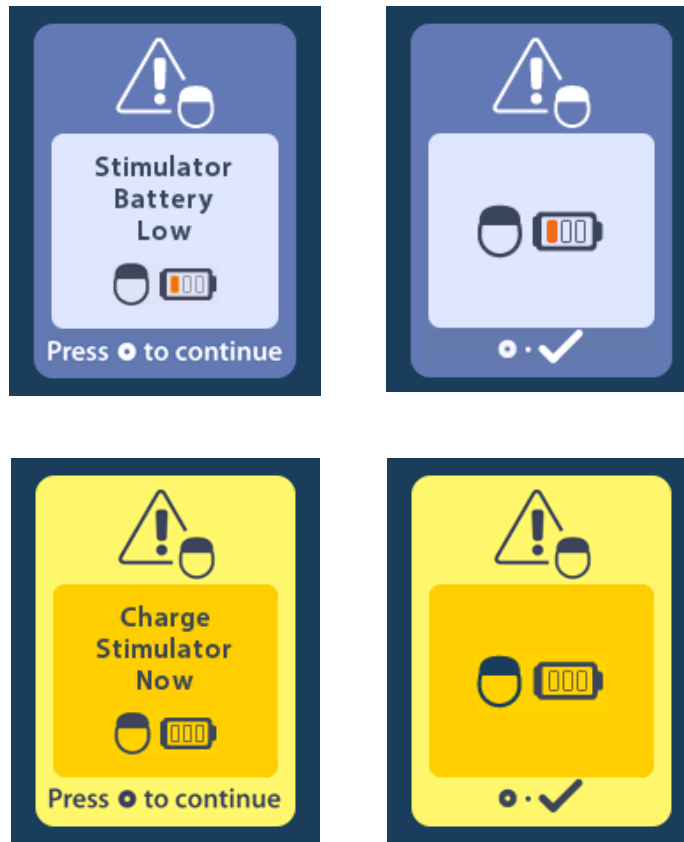 Stimulator
Battery
Low
Press to continue
Charge
Stimulator
Now
Press to continue